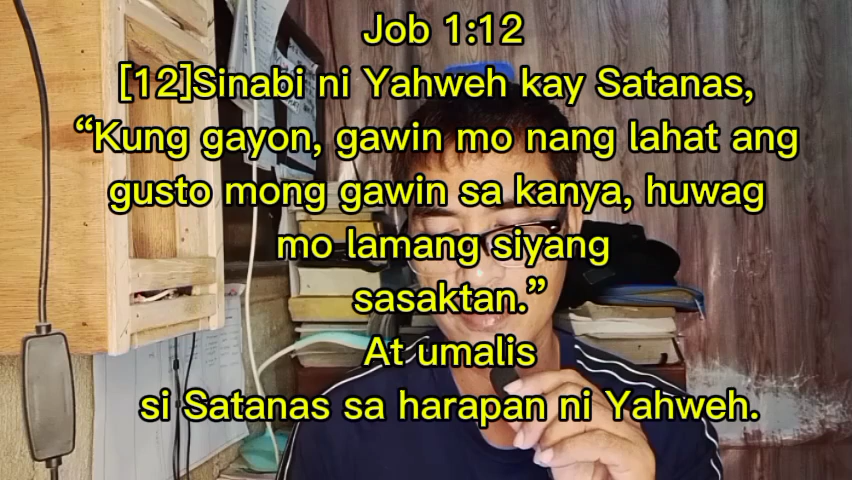 Job 1:12
[12]Sinabi ni Yahweh kay Satanas,
“Kung gayon, gawin mo nang lahat ang
gusto mong gawin sa kanya, huwag
mo lamang siyang
sasaktan.”
At umalis
si Satanas sa harapan ni Yahweh.